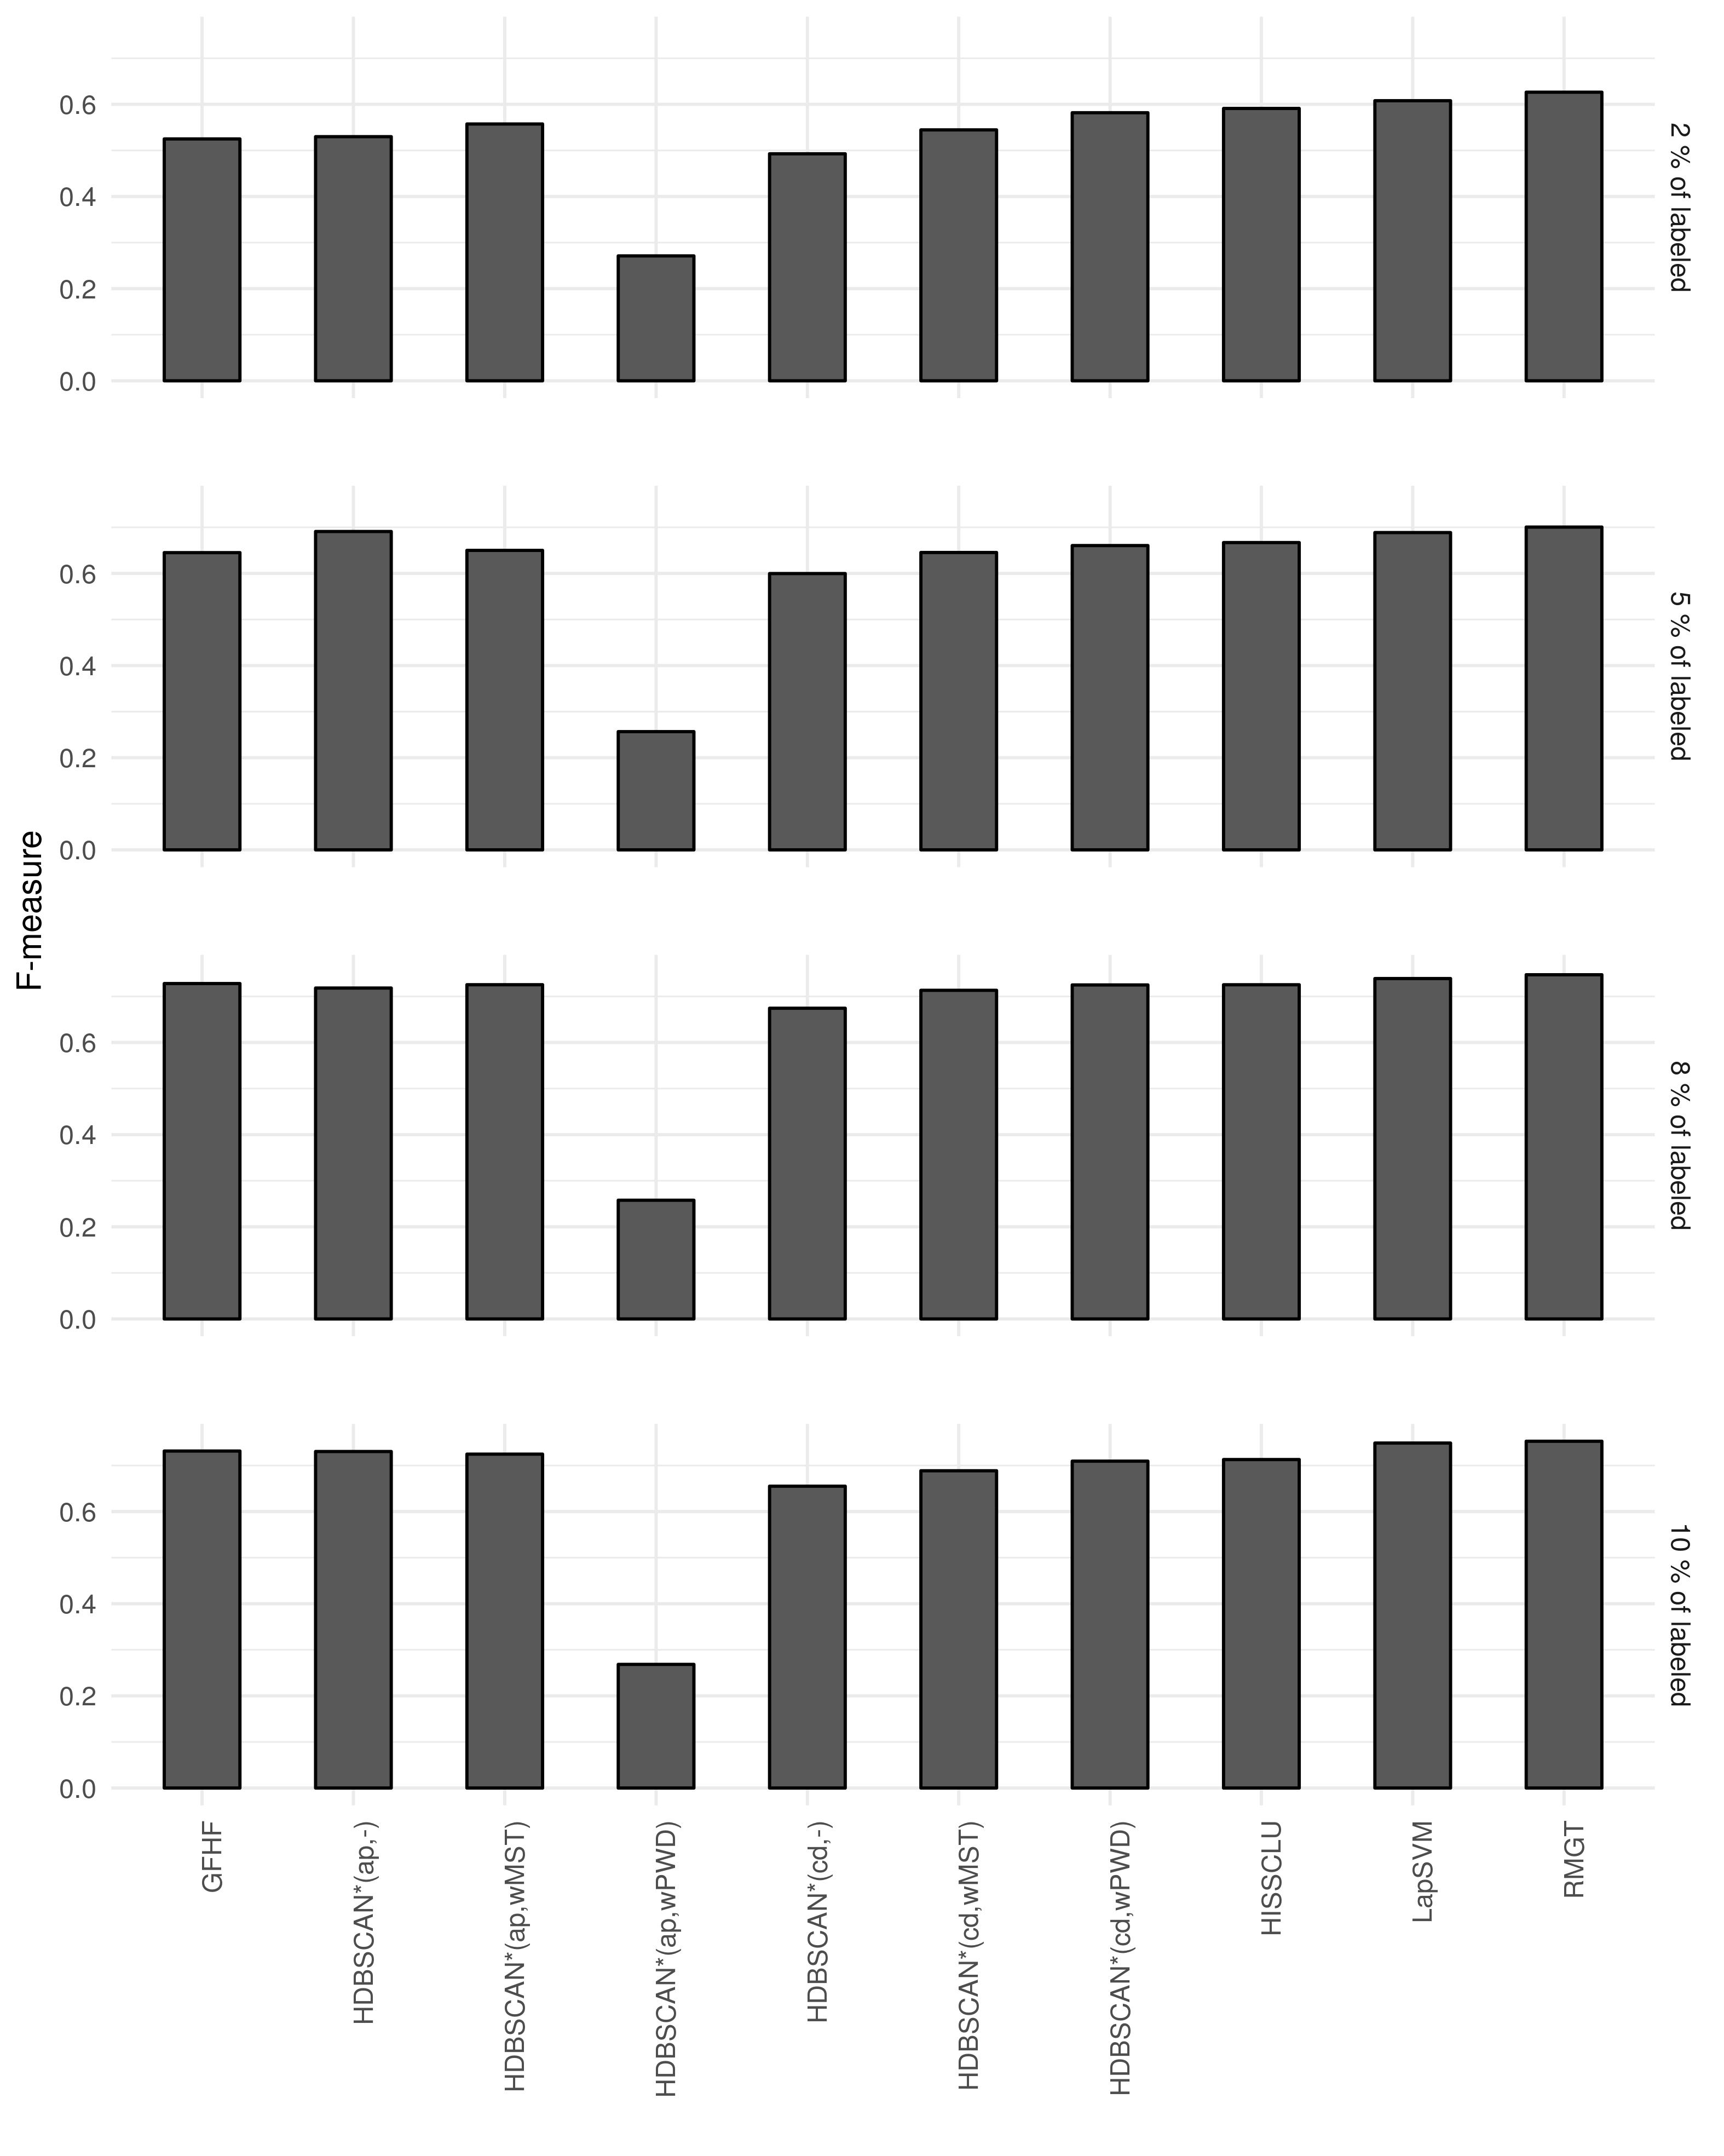 F-measure
0.6
0.4
0.2
0.0
2 % of labeled
0.6
0.4
0.2
0.0
5 % of labeled
0.6
0.4
0.2
0.0
8 % of labeled
0.6
0.4
0.2
0.0
10 % of labeled
GFHF
HDBSCAN*(ap,-)
HDBSCAN*(ap,wMST)
HDBSCAN*(ap,wPWD)
HDBSCAN*(cd,-)
HDBSCAN*(cd,wMST)
HDBSCAN*(cd,wPWD)
HISSCLU
LapSVM
RMGT